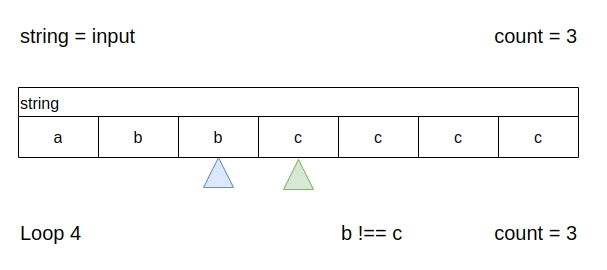 string = input count = 3
string
a b b c c c c
Loop 4 b !== c count = 3